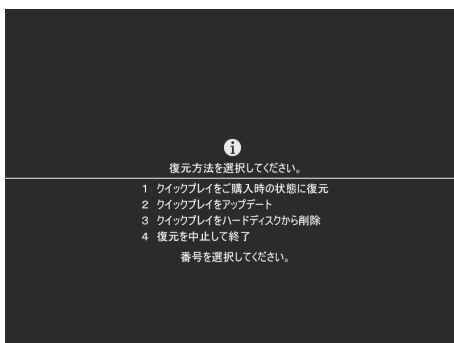 復元方法を選択してください。
1 クイックプレイをご購入時の状態に復元
2 クイックプレイをアップデート
3 クイックプレイをハードディスクから削除
4 復元を中止して終了
番号を選択してください。